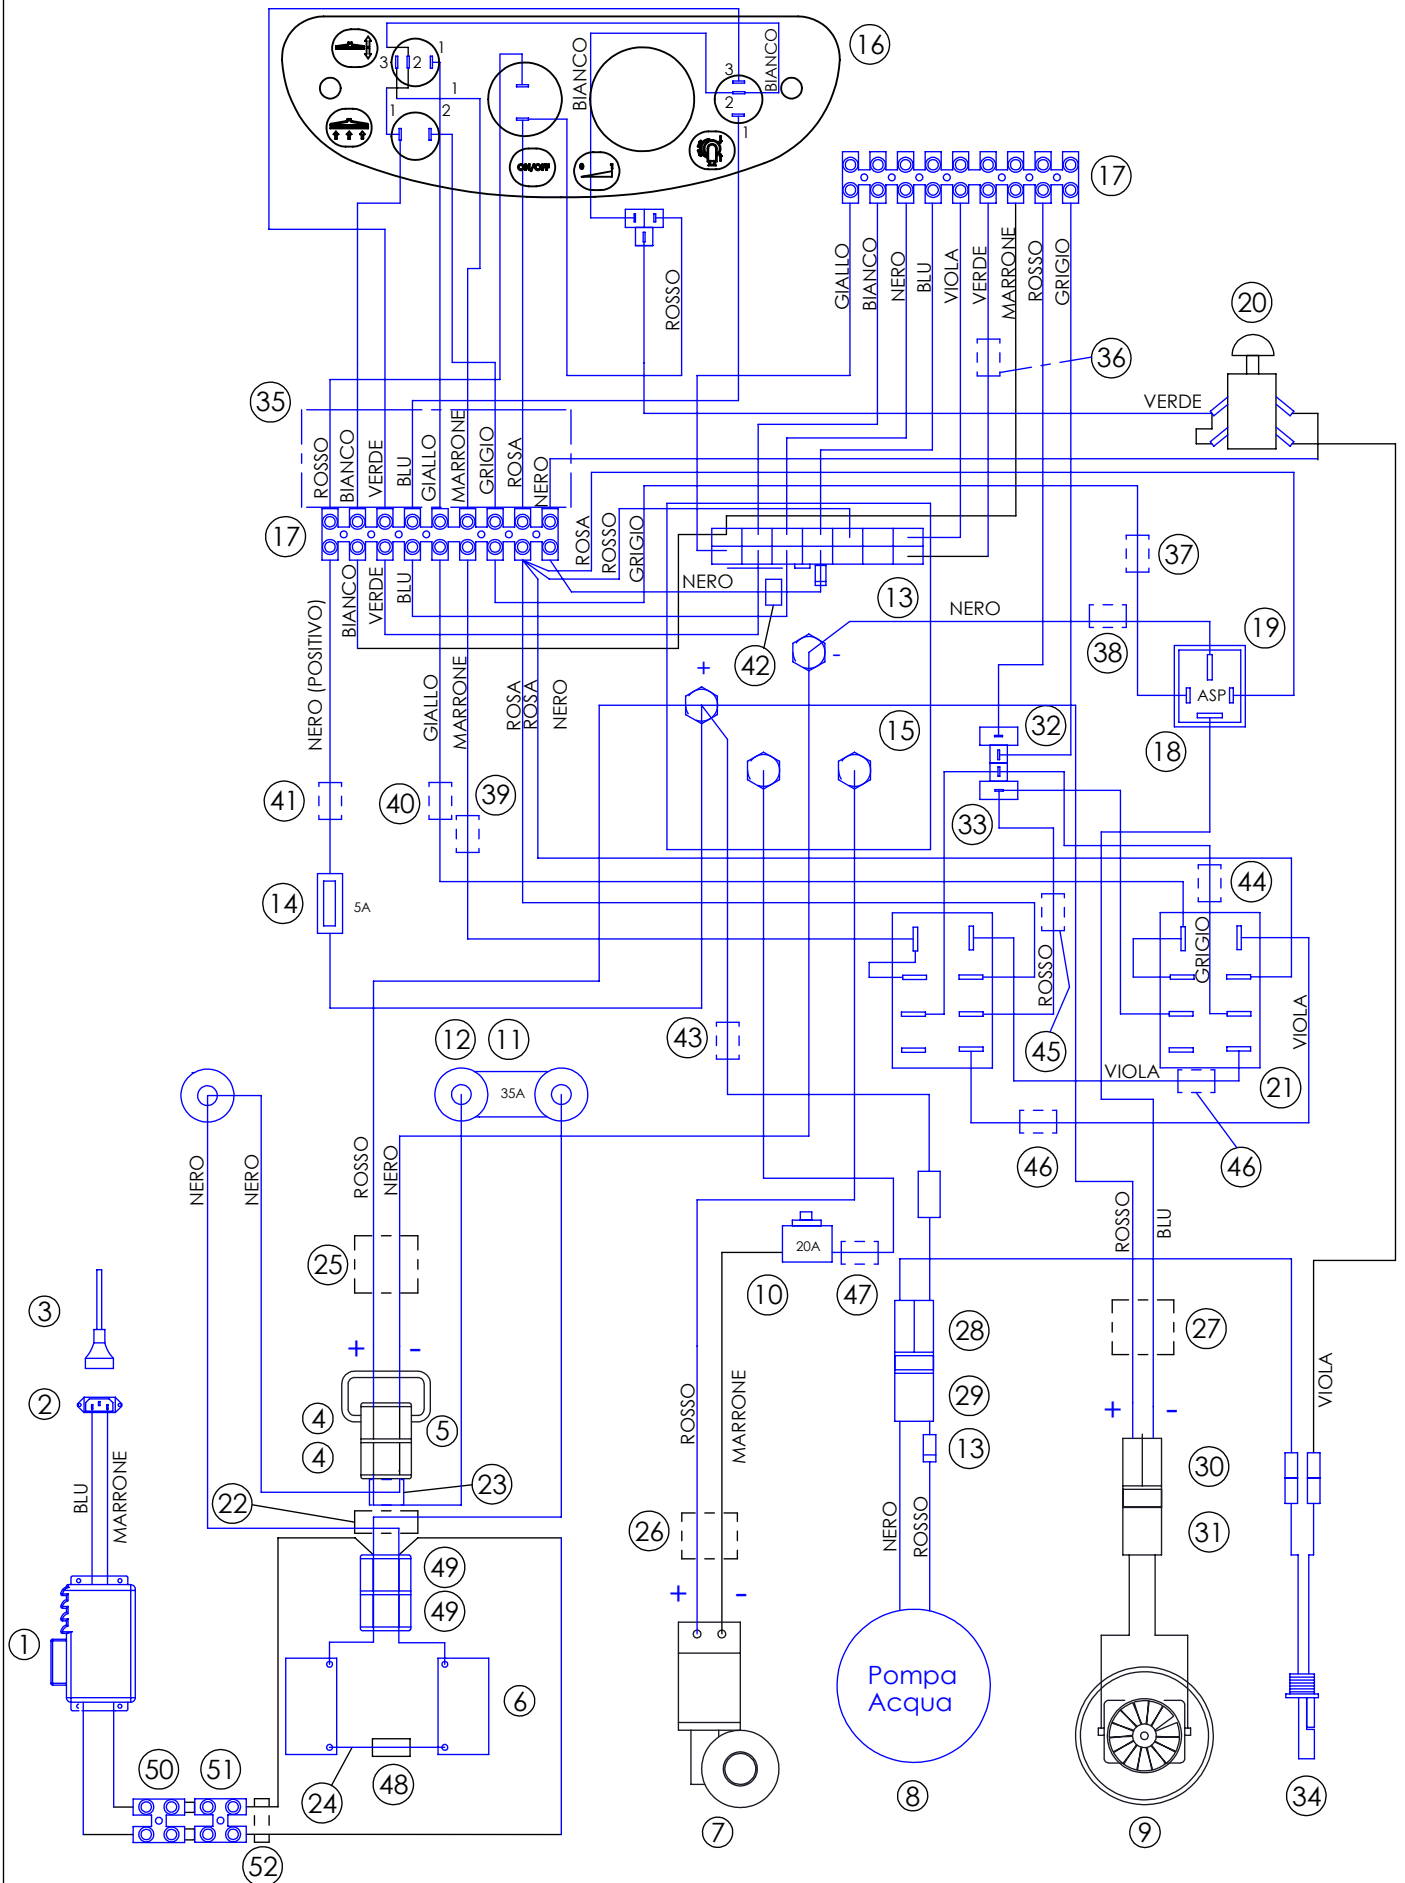 16
1
3
2
1
1
2
ON/OFF
0
1
BIANCO
3
2
1
BIANCO
17
GIALLO
BIANCO
NERO
BLU
VIOLA
VERDE
MARRONE
ROSSO
GRIGIO
ROSSO
20
36
VERDE
35
ROSSO
BIANCO
VERDE
BLU
GIALLO
MARRONE
GRIGIO
ROSA
NERO
17
ROSA
ROSSO
GRIGIO
NERO
13
37
NERO
38
19
ASP
18
42
-
+
NERO (POSITIVO)
BIANCO
VERDE
BLU
GIALLO
MARRONE
ROSA
ROSA
NERO
15
32
33
41
40
39
14
5A
44
ROSSO
GRIGIO
VIOLA
43
45
VIOLA
21
46
46
12
11
35A
NERO
NERO
ROSSO
NERO
25
+
-
3
2
4
4
5
23
22
BLU
MARRONE
49
49
1
6
24
48
50
51
52
20A
10
47
ROSSO
MARRONE
26
+
-
7
28
29
13
NERO
ROSSO
Pompa
Acqua
8
ROSSO
BLU
27
+
-
30
31
9
VIOLA
34